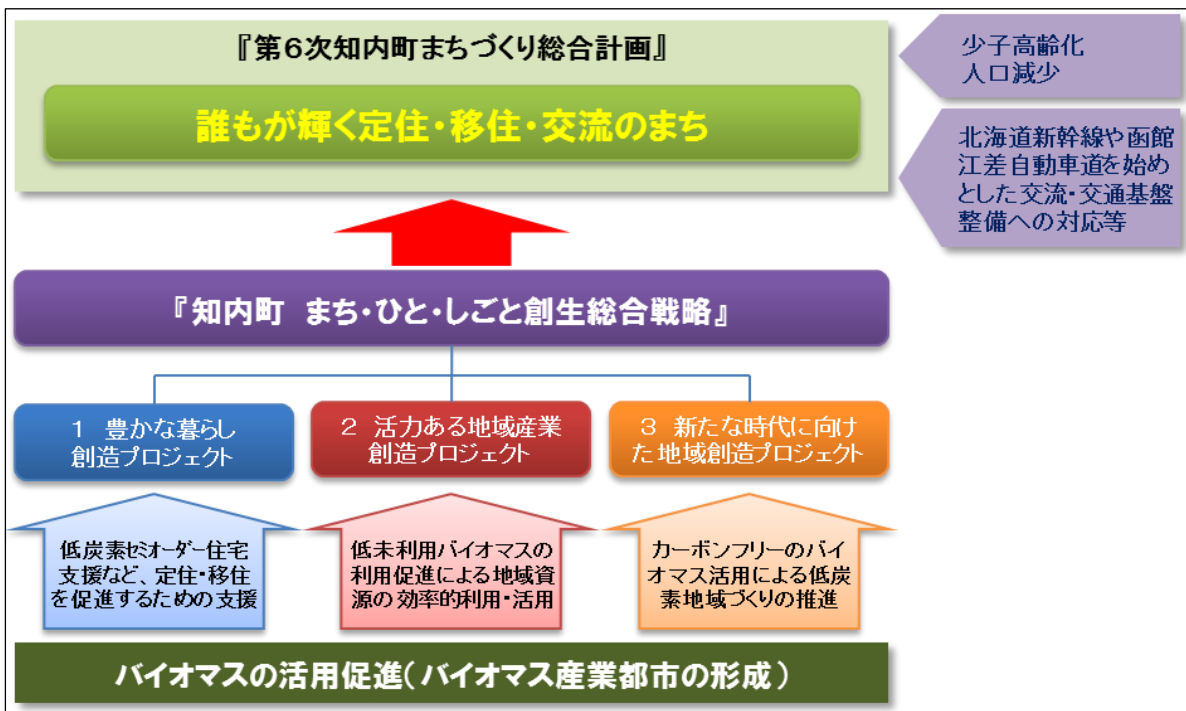 『第6次知内町まちづくり総合計画』
誰もが輝く定住・移住・交流のまち
少子高齢化
人口減少
北海道新幹線や函館
江差自動車道を始め
とした交流・交通基盤
整備への対応等
『知内町 まち・ひと・しごと創生総合戦略』
1 豊かな暮らし
創造プロジェクト
2 活力ある地域産業
創造プロジェクト
3 新たな時代に向け
た地域創造プロジェクト
低炭素セミオーダー住宅
支援など、定住・移住
を促進するための支援
低未利用バイオマスの
利用促進による地域資
源の効率的利用・活用
カーボンフリーのバイ
オマス活用による低炭
素地域づくりの推進
バイオマスの活用促進(バイオマス産業都市の形成)